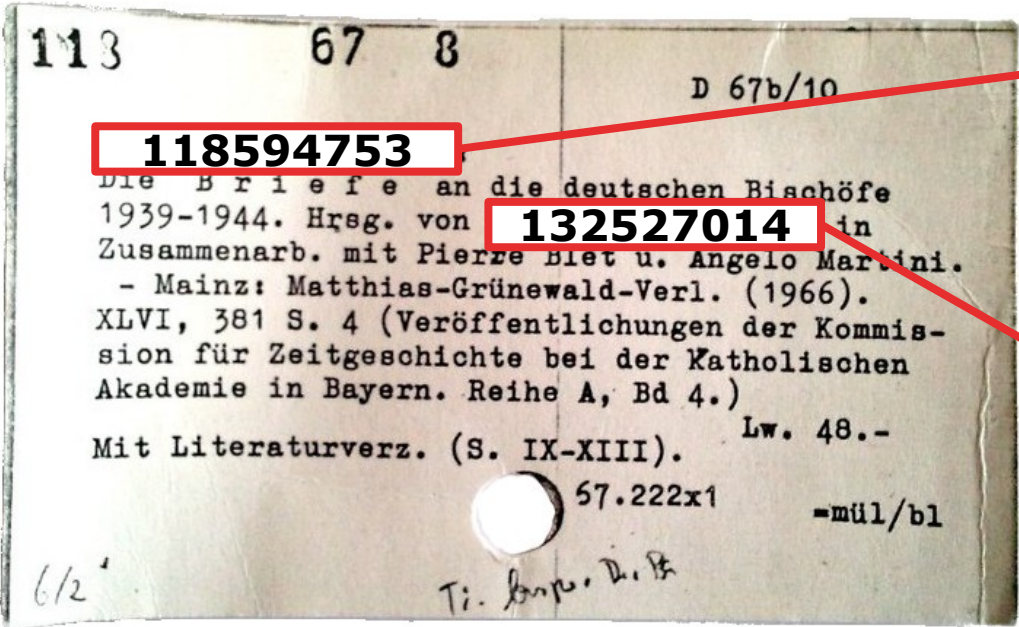 113 67 8
D 67b/10
118594753
Die Briefe an die deutschen Bischöfe
1939-1944. Hrsg. von 132527014 in
Zusammenarb. mit Pierre Blet u. Angelo Martini.
- Mainz: Matthias-Grünewald-Verl. (1966).
XLVI, 381 S. 4 (Veröffentlichungen der Kommis-
sion für Zeitgeschichte bei der Katholischen
Akademie in Bayern. Reihe A, Bd 4.)
Lw. 48.-
Mit Literaturverz. (S. IX-XIII).
57.222x1
=mül/bl
6/2
Ti.